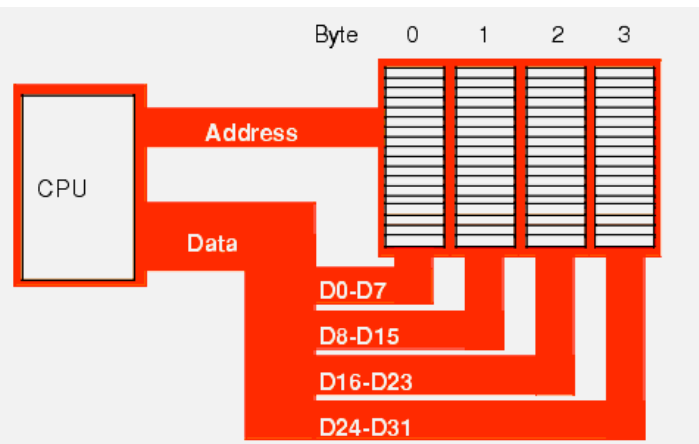 Byte 0 1 2 3
Address
CPU
Data
D0-D7
D8-D15
D16-D23
D24-D31